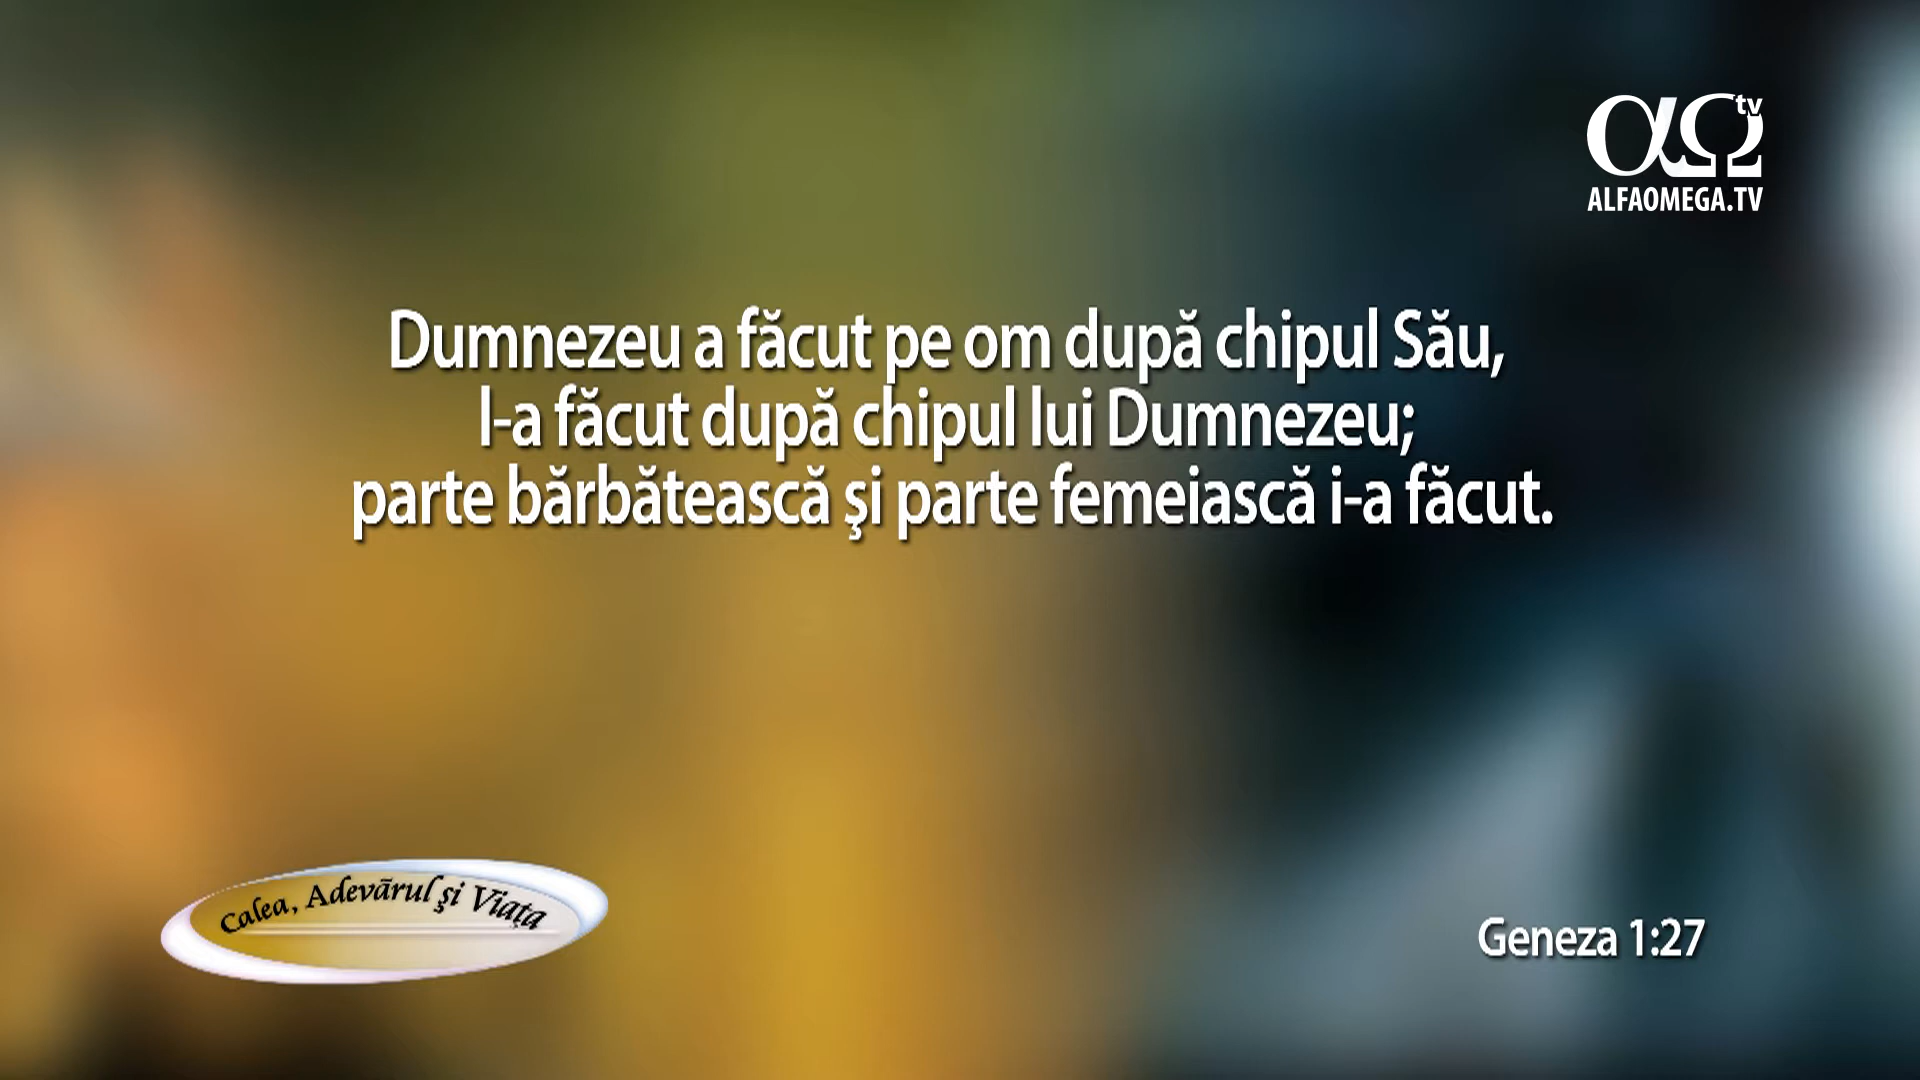 tv
ALFAOMEGA.TV
Dumnezeu a făcut pe om după chipul Său,
l-a făcut după chipul lui Dumnezeu;
parte bărbătească şi parte femeiască i-a făcut.
Calea, Adevărul şi Viaţa
Geneza 1:27